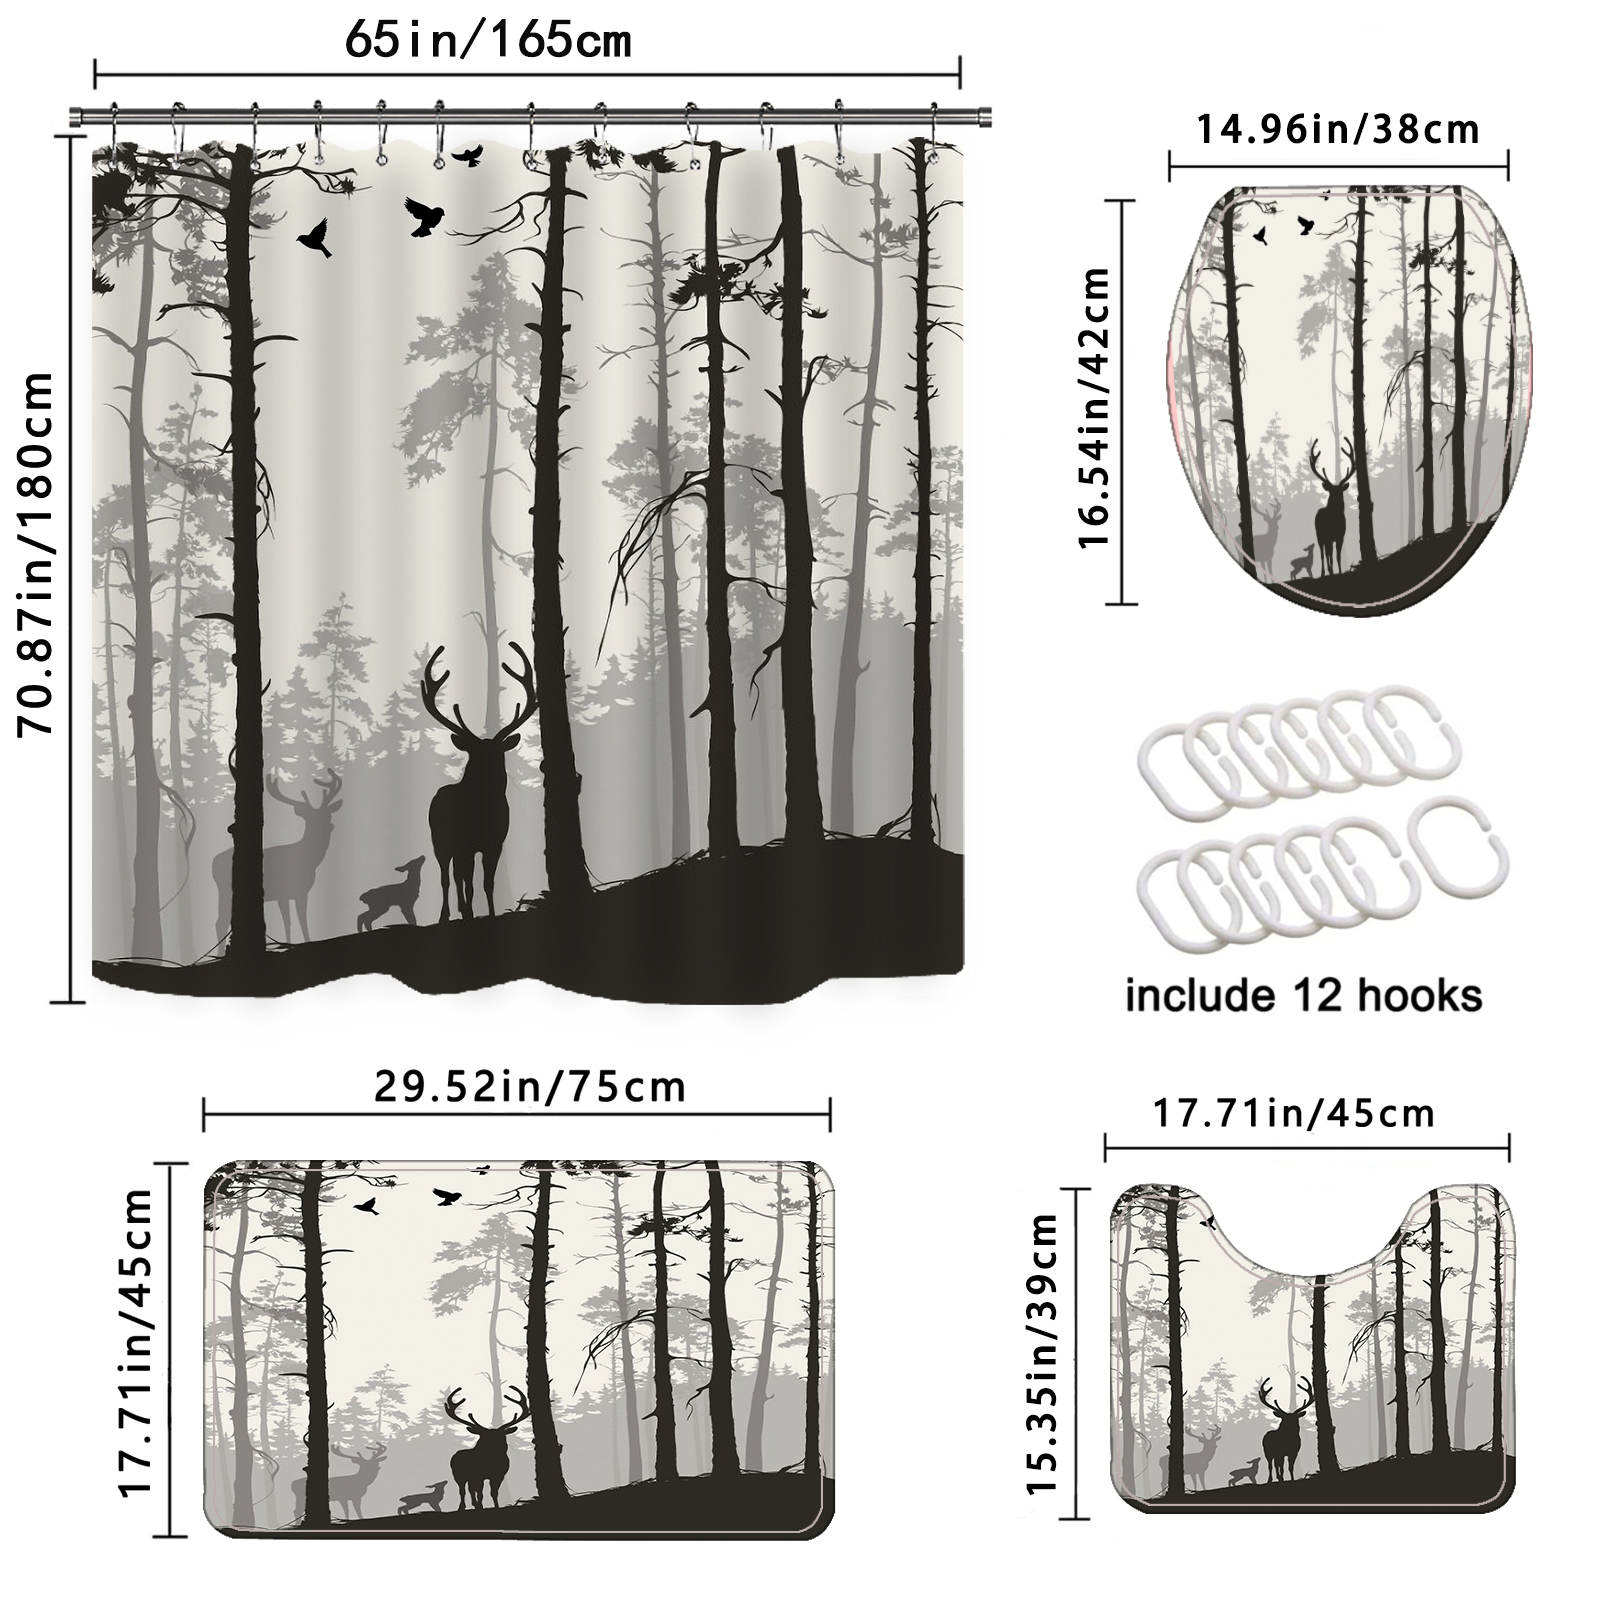 65in/165cm
70.87in/180cm
14.96in/38cm
16.54in/42cm
include 12 hooks
29.52in/75cm
17.71in/45cm
17.71in/45cm
15.35in/39cm